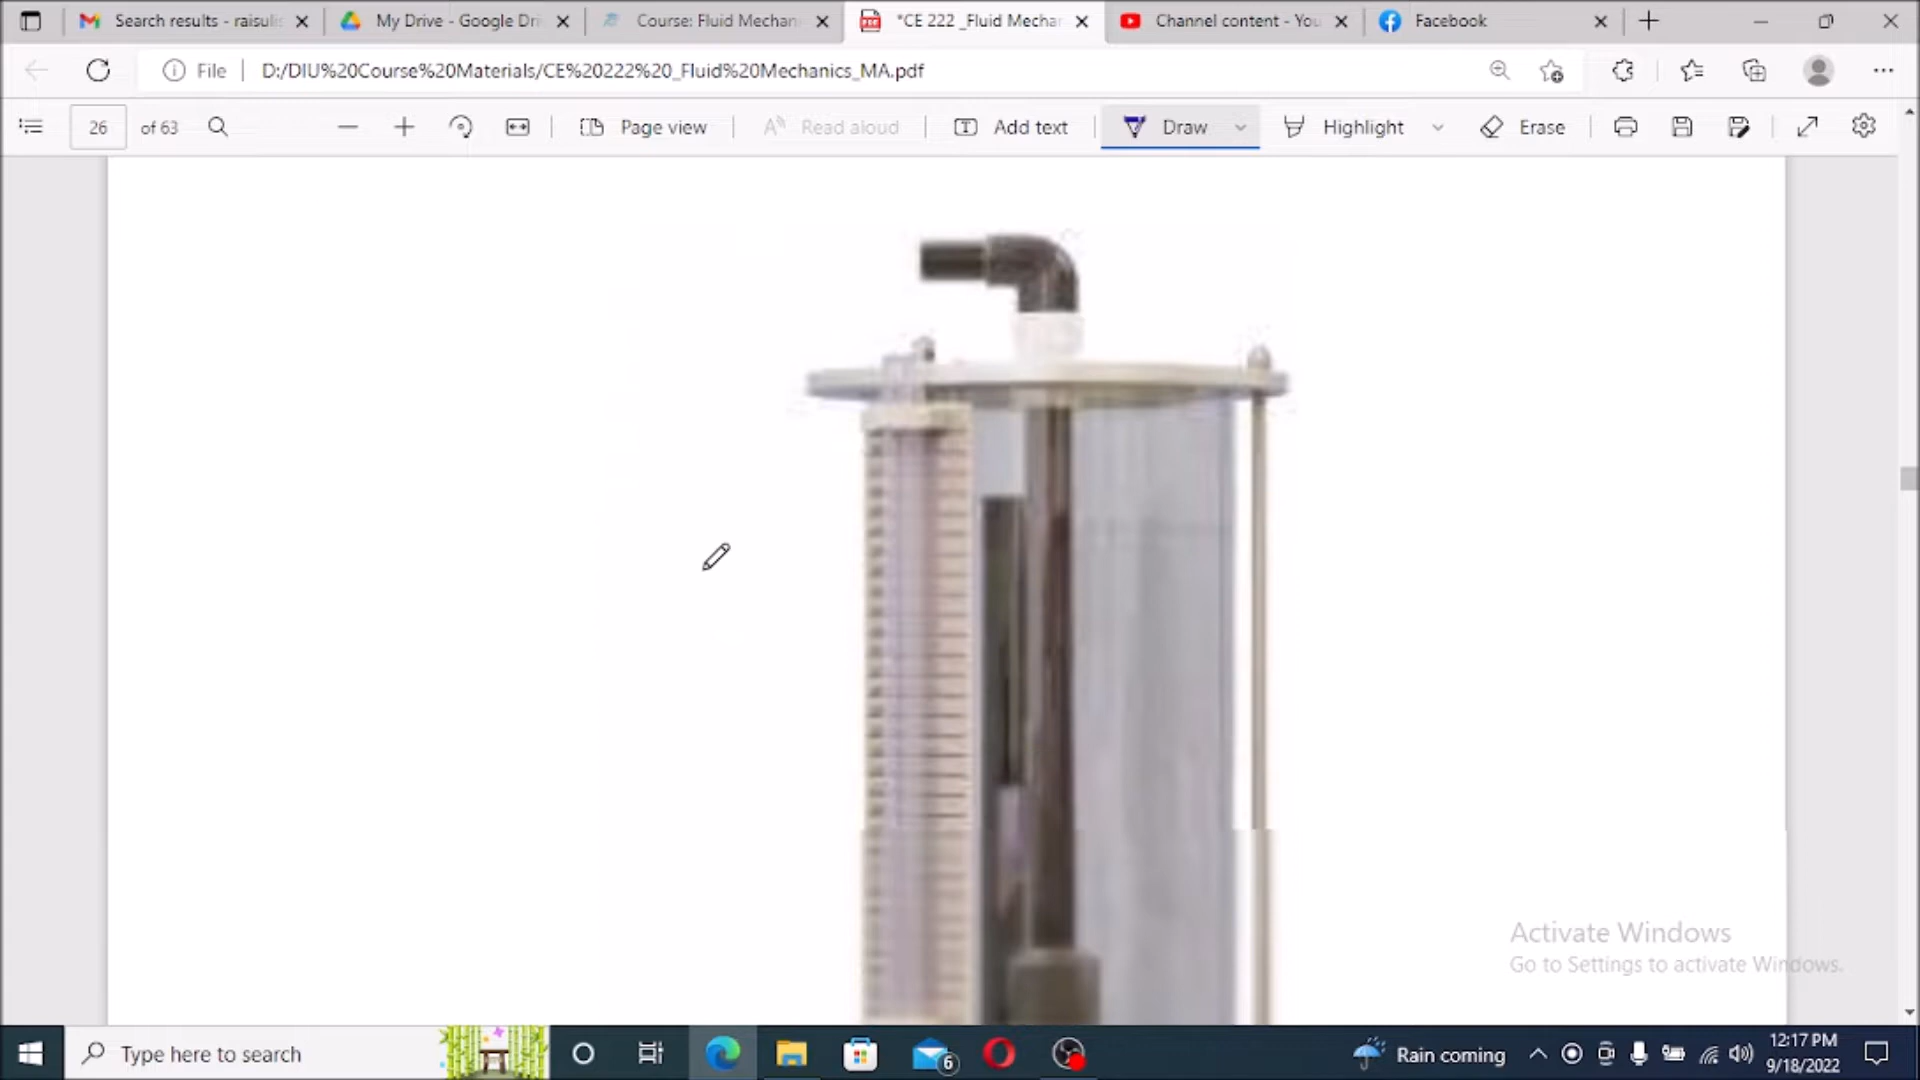 Search results - raisuli
My Drive - Google Dri
Course: Fluid Mechan
*CE 222 _Fluid Mechar
Channel content - You
Facebook
File
D:/DIU%20Course%20Materials/CE%20222%20_Fluid%20Mechanics_MA.pdf
26 of 63
Page view
Read aloud
Add text
Draw
Highlight
Erase
Activate Windows
Go to Settings to activate Windows.
Type here to search
6
Rain coming
12:17 PM
9/18/2022